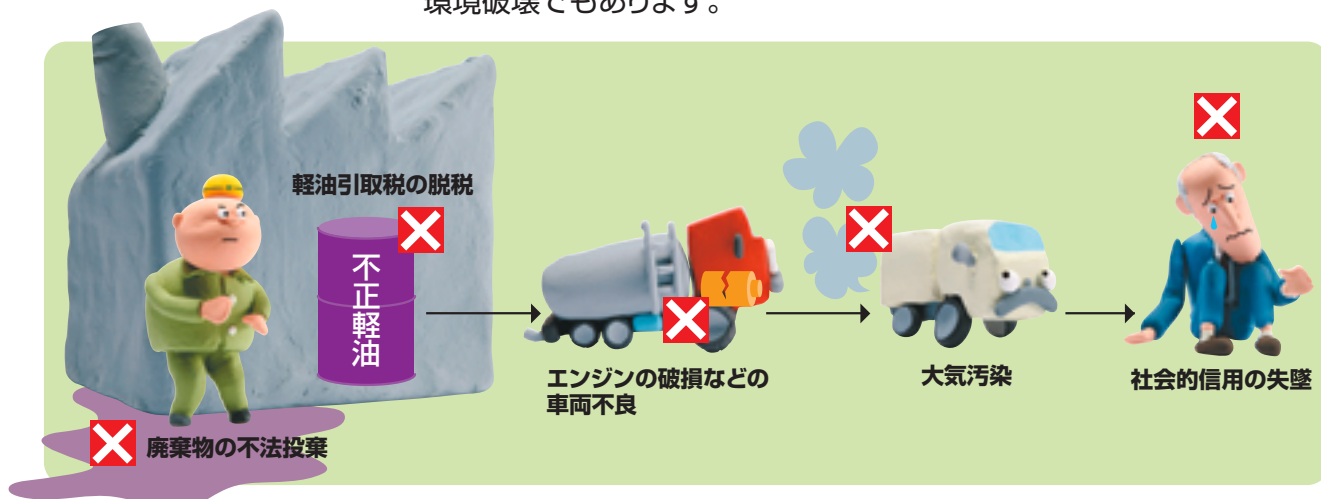 環境破壊でもあります。
軽油引取税の脱税
不正軽油
エンジンの破損などの
車両不良
大気汚染
社会的信用の失墜
廃棄物の不法投棄